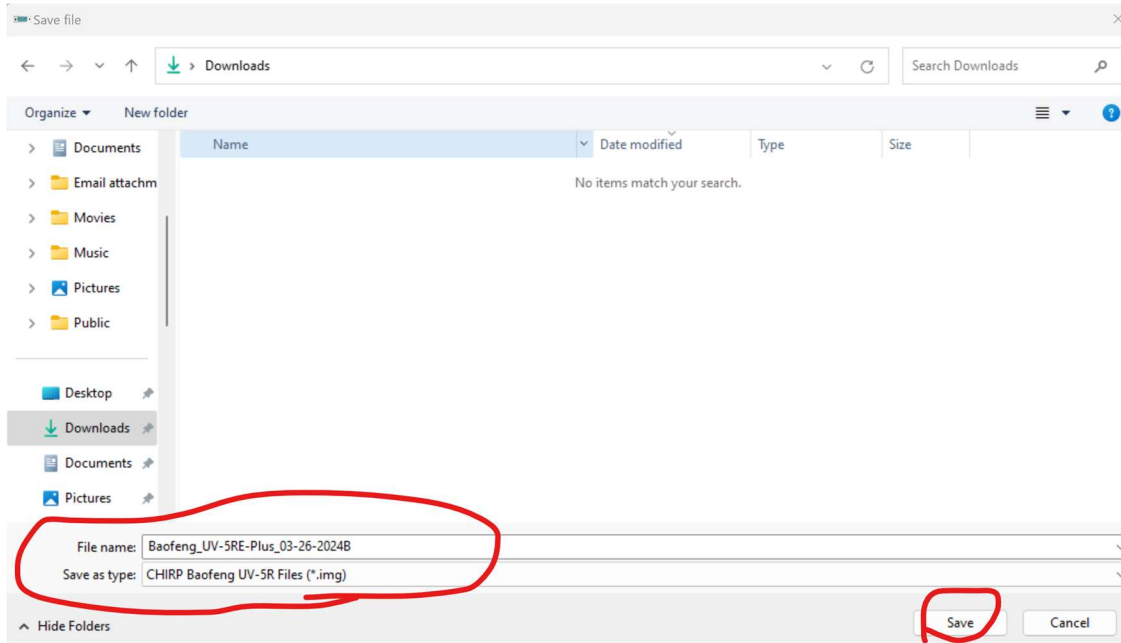 Save file
Downloads
Search Downloads
Organize
New folder
Name
Date modified
Type
Size
No items match your search.
Documents
Email attachm
Movies
Music
Pictures
Public
Desktop
Downloads
Documents
Pictures
File name: Baofeng_UV-5RE-Plus_03-26-2024B
Save as type: CHIRP Baofeng UV-5R Files (*.img)
Hide Folders
Save
Cancel